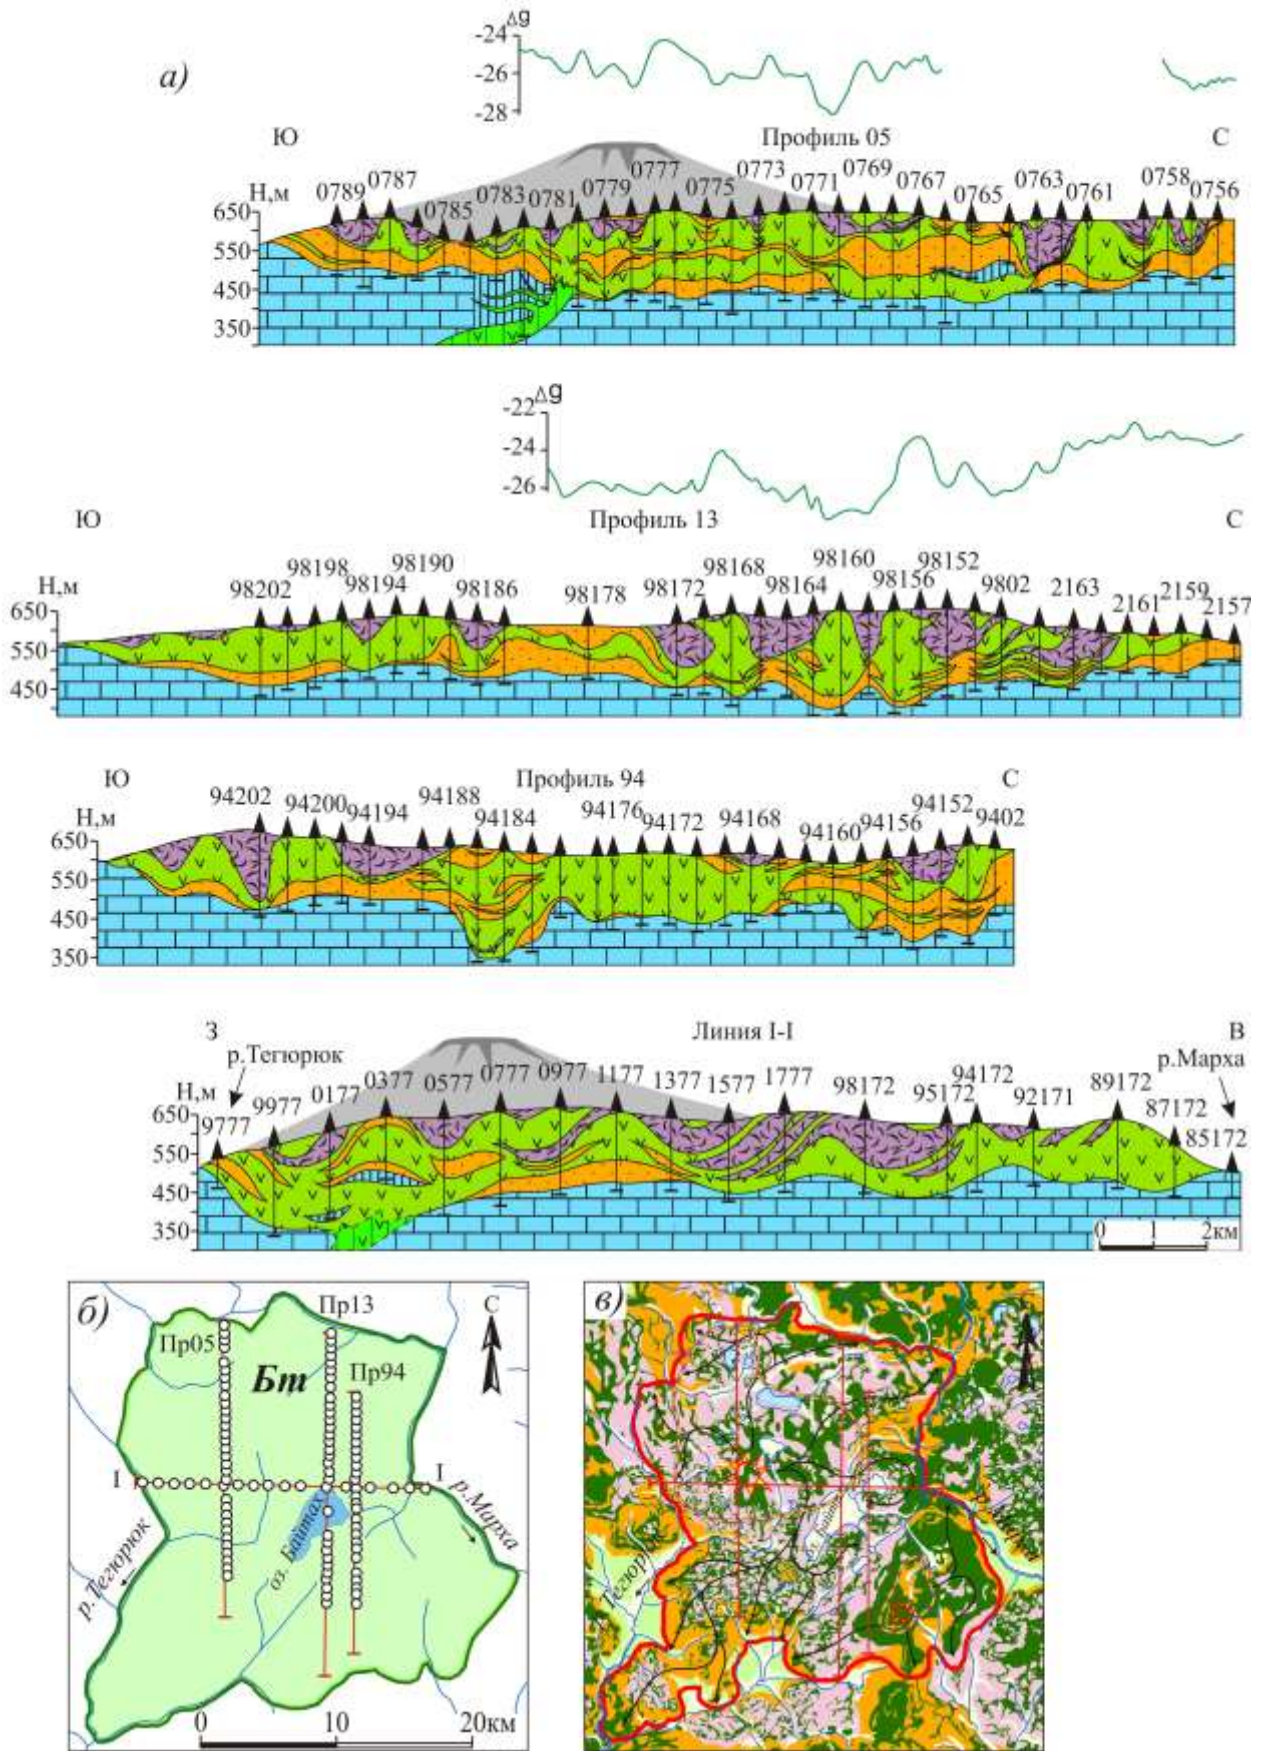 Δg
-24
-26
-28
а)
Ю
Профиль 05
С
Н,м
0789 0787 0785 0783 0781 0779 0777 0775 0773 0771 0769 0767 0765 0763 0761 0758 0756
650
550
450
350
Δg
-22
-24
-26
Ю
Профиль 13
С
Н,м
98202 98198 98194 98190 98186 98178 98172 98168 98164 98160 98156 98152 9802 2163 2161 2159 2157
650
550
450
Ю
Профиль 94
С
Н,м
94202 94200 94194 94188 94184 94176 94172 94168 94160 94156 94152 9402
650
550
450
350
З
Линия I-I
В
р.Тегюрюк
р.Марха
Н,м
9777 9977 0177 0377 0577 0777 0977 1177 1377 1577 1777 98172 95172 94172 92171 89172 87172 85172
650
550
450
350
0 1 2км
б)
Пр13
С
Пр05
Бт
Пр94
I
I
р.Марха
оз. Байтах
р.Тегюрюк
0 10 20км
в)
Тегюрюк